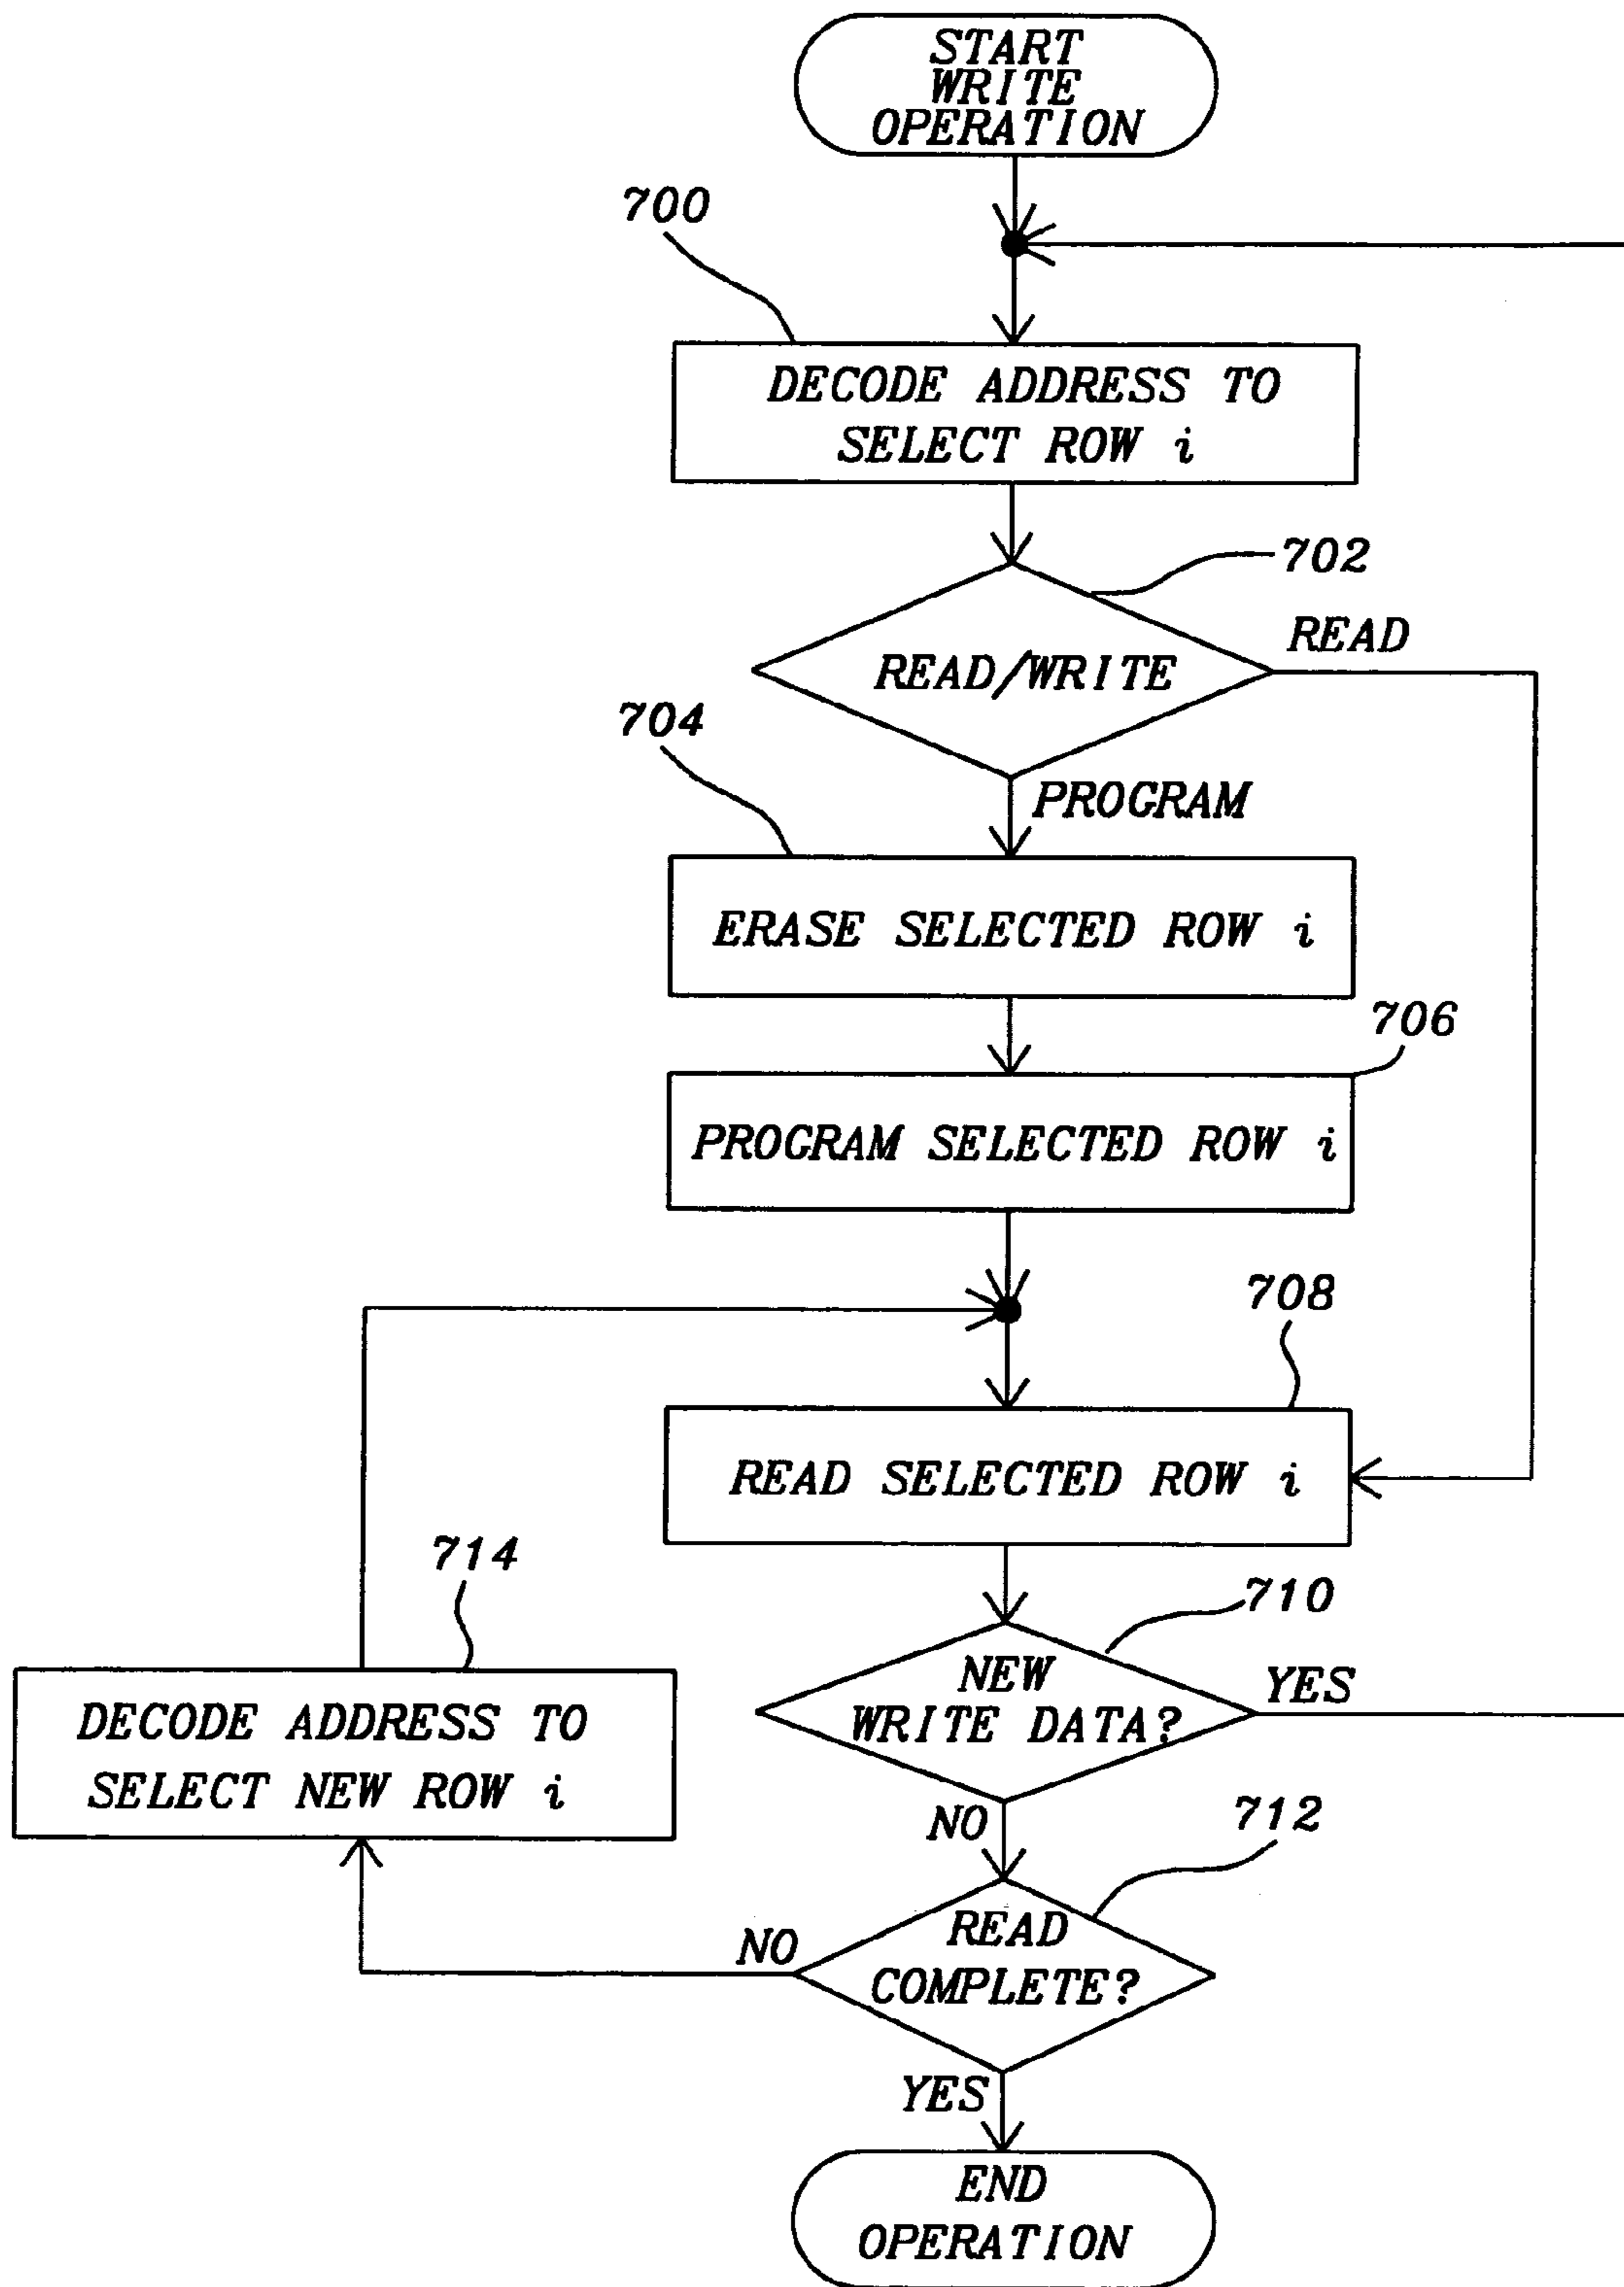 START
WRITE
OPERATION
700
DECODE ADDRESS TO
SELECT ROW i
702
READ/WRITE
READ
704
PROGRAM
ERASE SELECTED ROW i
706
PROGRAM SELECTED ROW i
708
READ SELECTED ROW i
714
710
DECODE ADDRESS TO
SELECT NEW ROW i
NEW
WRITE DATA?
YES
NO
712
READ
COMPLETE?
NO
YES
END
OPERATION